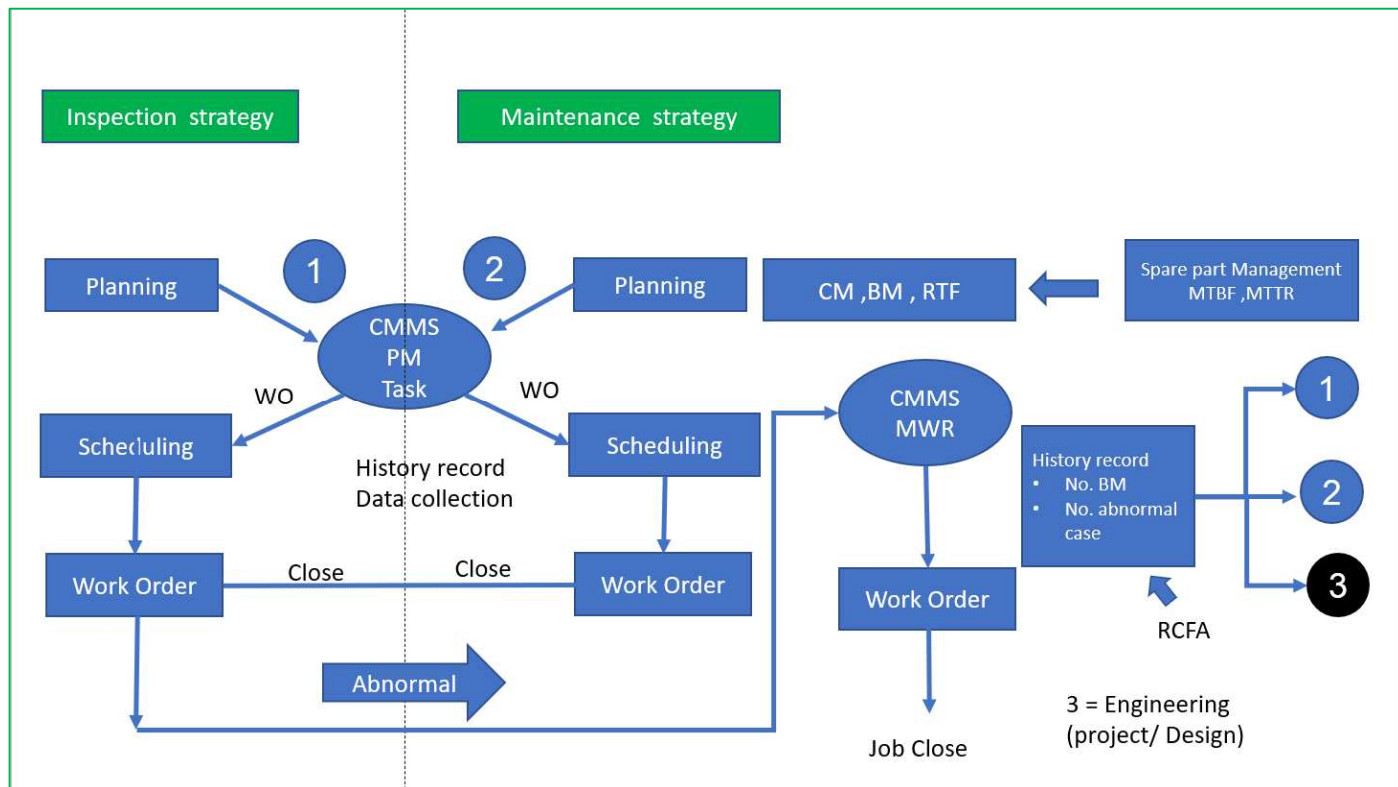 Inspection strategy
Maintenance strategy
1
2
Planning
Planning
CMMS
PM
Task
CM ,BM , RTF
Spare part Management
MTBF ,MTTR
WO
WO
Scheduling
Scheduling
History record
Data collection
CMMS
MWR
History record
• No. BM
• No. abnormal
case
1
2
3
Work Order
Close
Close
Work Order
Work Order
RCFA
Abnormal
Job Close
3 = Engineering
(project/ Design)